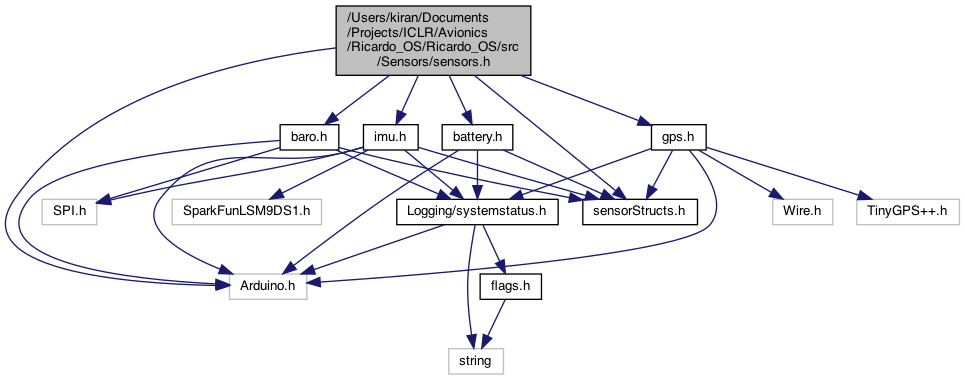 /Users/kiran/Documents
/Projects/ICLR/Avionics
/Ricardo_OS/Ricardo_OS/src
/Sensors/sensors.h
baro.h
imu.h
battery.h
gps.h
SPI.h
SparkFunLSM9DS1.h
Logging/systemstatus.h
sensorStructs.h
Wire.h
TinyGPS++.h
Arduino.h
flags.h
string